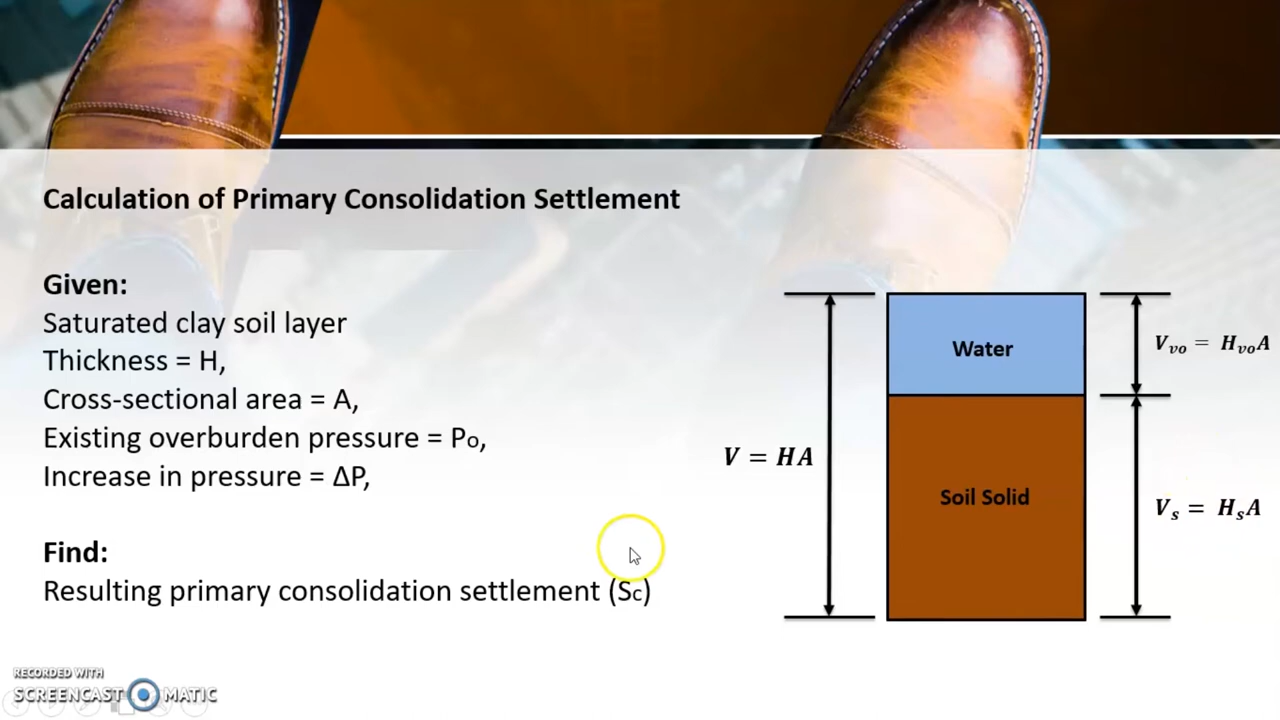 Calculation of Primary Consolidation Settlement
Given:
Saturated clay soil layer
Thickness = H,
Cross-sectional area = A,
Existing overburden pressure = Po,
Increase in pressure = ΔP,
Find:
Resulting primary consolidation settlement (Sc)
Water
Soil Solid
V = HA
Vvo = HvoA
Vs = HsA
RECORDED WITH
SCREENCAST MATIC